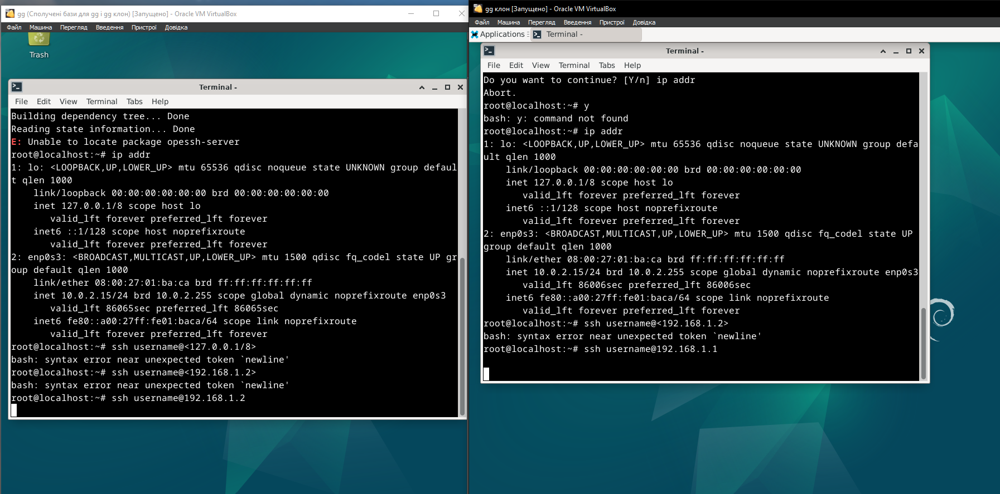 gg (Сполучені бази для gg і gg клон) [Запущено] - Oracle VM VirtualBox
Файл Машина Перегляд Введення Пристрої Довідка
Trash
Terminal -
File Edit View Terminal Tabs Help
Building dependency tree... Done
Reading state information... Done
E: Unable to locate package opessh-server
root@localhost:~# ip addr
1: lo: <LOOPBACK,UP,LOWER_UP> mtu 65536 qdisc noqueue state UNKNOWN group defaul
t qlen 1000
link/loopback 00:00:00:00:00:00 brd 00:00:00:00:00:00
inet 127.0.0.1/8 scope host lo
valid_lft forever preferred_lft forever
inet6 ::1/128 scope host noprefixroute
valid_lft forever preferred_lft forever
2: enp0s3: <BROADCAST,MULTICAST,UP,LOWER_UP> mtu 1500 qdisc fq_codel state UP gr
oup default qlen 1000
link/ether 08:00:27:01:ba:ca brd ff:ff:ff:ff:ff:ff
inet 10.0.2.15/24 brd 10.0.2.255 scope global dynamic noprefixroute enp0s3
valid_lft 86065sec preferred_lft 86065sec
inet6 fe80::a00:27ff:fe01:baca/64 scope link noprefixroute
valid_lft forever preferred_lft forever
root@localhost:~# ssh username@<127.0.0.1/8>
bash: syntax error near unexpected token `newline'
root@localhost:~# ssh username@<192.168.1.2>
bash: syntax error near unexpected token `newline'
root@localhost:~# ssh username@192.168.1.2
gg клон [Запущено] - Oracle VM VirtualBox
Файл Машина Перегляд Введення Пристрої Довідка
Applications Terminal -
Terminal -
File Edit View Terminal Tabs Help
Do you want to continue? [Y/n] ip addr
Abort.
root@localhost:~# y
bash: y: command not found
root@localhost:~# ip addr
1: lo: <LOOPBACK,UP,LOWER_UP> mtu 65536 qdisc noqueue state UNKNOWN group defa
ult qlen 1000
link/loopback 00:00:00:00:00:00 brd 00:00:00:00:00:00
inet 127.0.0.1/8 scope host lo
valid_lft forever preferred_lft forever
inet6 ::1/128 scope host noprefixroute
valid_lft forever preferred_lft forever
2: enp0s3: <BROADCAST,MULTICAST,UP,LOWER_UP> mtu 1500 qdisc fq_codel state UP
group default qlen 1000
link/ether 08:00:27:01:ba:ca brd ff:ff:ff:ff:ff:ff
inet 10.0.2.15/24 brd 10.0.2.255 scope global dynamic noprefixroute enp0s3
valid_lft 86006sec preferred_lft 86006sec
inet6 fe80::a00:27ff:fe01:baca/64 scope link noprefixroute
valid_lft forever preferred_lft forever
root@localhost:~# ssh username@<192.168.1.2>
bash: syntax error near unexpected token `newline'
root@localhost:~# ssh username@192.168.1.1